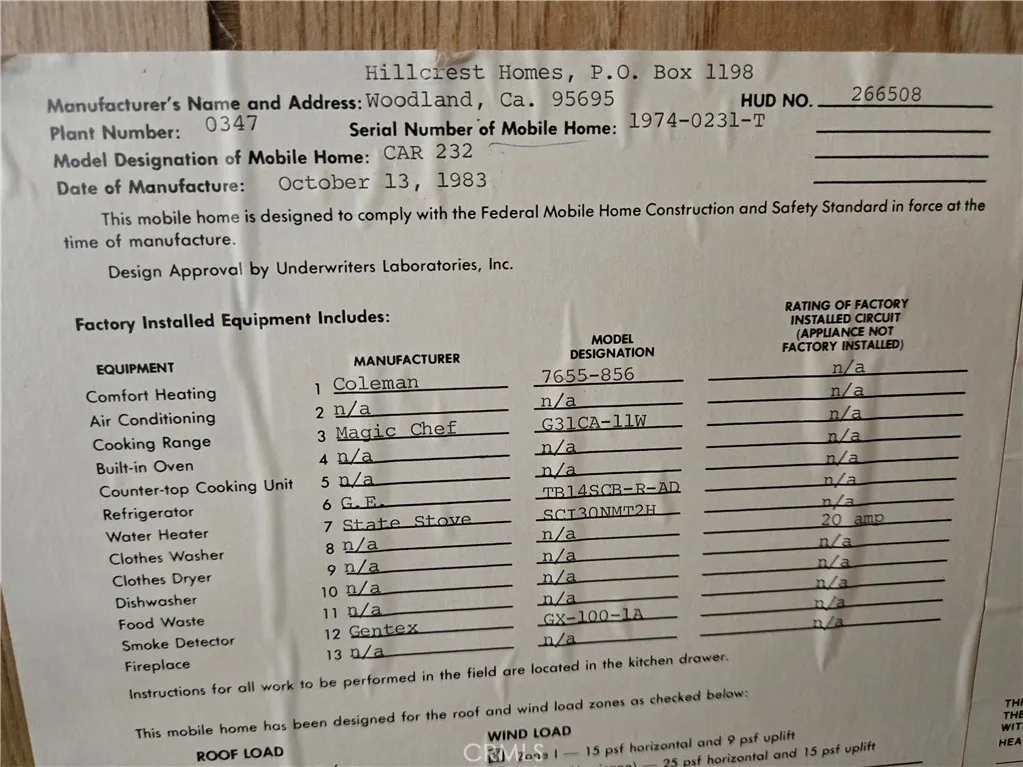 Hillcrest Homes, P.O. Box 1198
Manufacturer's Name and Address: Woodland, Ca. 95695 HUD NO. 266508
Plant Number: 0347 Serial Number of Mobile Home: 1974-0231-T
Model Designation of Mobile Home: CAR 232
Date of Manufacture: October 13, 1983
This mobile home is designed to comply with the Federal Mobile Home Construction and Safety Standard in force at the
time of manufacture.
Design Approval by Underwriters Laboratories, Inc.
Factory Installed Equipment Includes:
RATING OF FACTORY
INSTALLED CIRCUIT
(APPLIANCE NOT
FACTORY INSTALLED)
EQUIPMENT MANUFACTURER MODEL
DESIGNATION
Comfort Heating 1 Coleman 7655-856 n/a
Air Conditioning 2 n/a n/a n/a
Cooking Range 3 Magic Chef G31CA-11W n/a
Built-in Oven 4 n/a n/a n/a
Counter-top Cooking Unit 5 n/a n/a n/a
Refrigerator 6 G.E. TB14SCB-R-AD n/a
Water Heater 7 State Stove SCI30NMT2H n/a
Clothes Washer 8 n/a n/a 20 amp
Clothes Dryer 9 n/a n/a n/a
Dishwasher 10 n/a n/a n/a
Food Waste 11 n/a n/a n/a
Smoke Detector 12 Gentex GX-100-1A n/a
Fireplace 13 n/a n/a n/a
Instructions for all work to be performed in the field are located in the kitchen drawer.
This mobile home has been designed for the roof and wind load zones as checked below:
ROOF LOAD WIND LOAD
Zone I — 15 psf horizontal and 9 psf uplift
— 25 psf horizontal and 15 psf uplift
THE
WIT
HEA
CRMLS